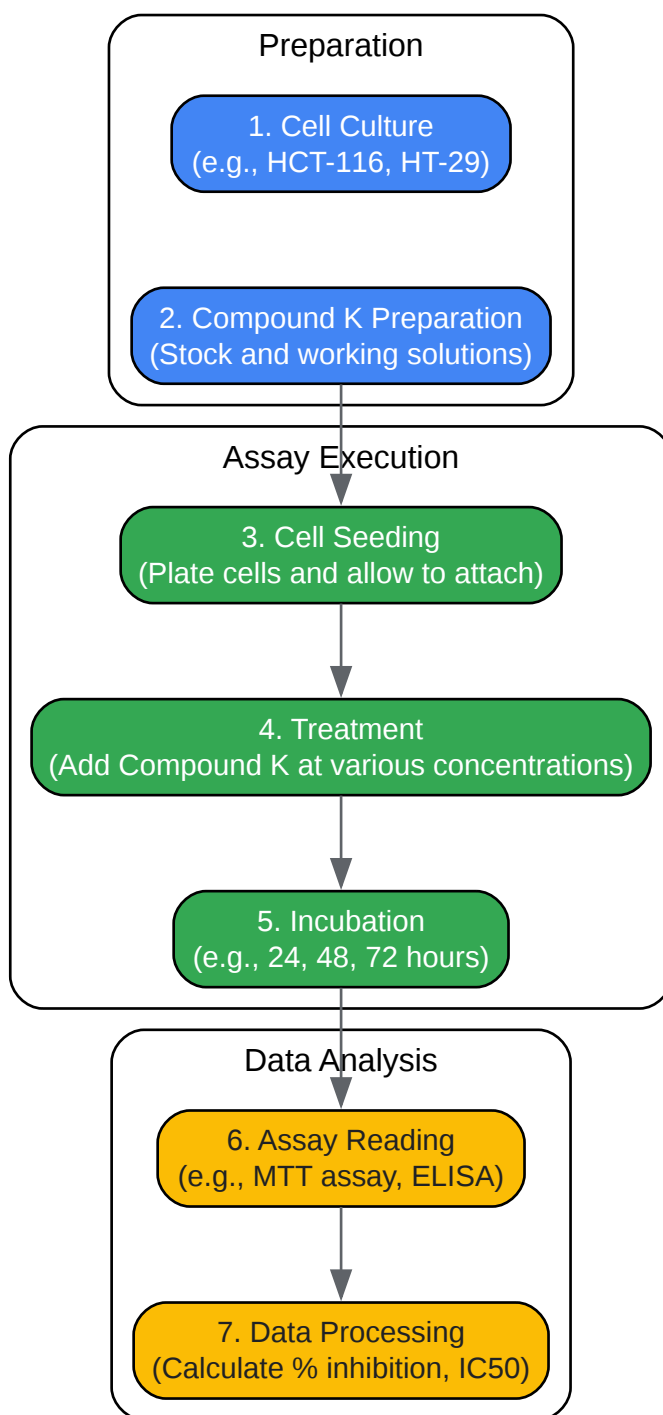 Preparation
1. Cell Culture
(e.g., HCT-116, HT-29)
2. Compound K Preparation
(Stock and working solutions)
Assay Execution
3. Cell Seeding
(Plate cells and allow to attach)
4. Treatment
(Add Compound K at various concentrations)
5. Incubation
(e.g., 24, 48, 72 hours)
Data Analysis
6. Assay Reading
(e.g., MTT assay, ELISA)
7. Data Processing
(Calculate % inhibition, IC50)